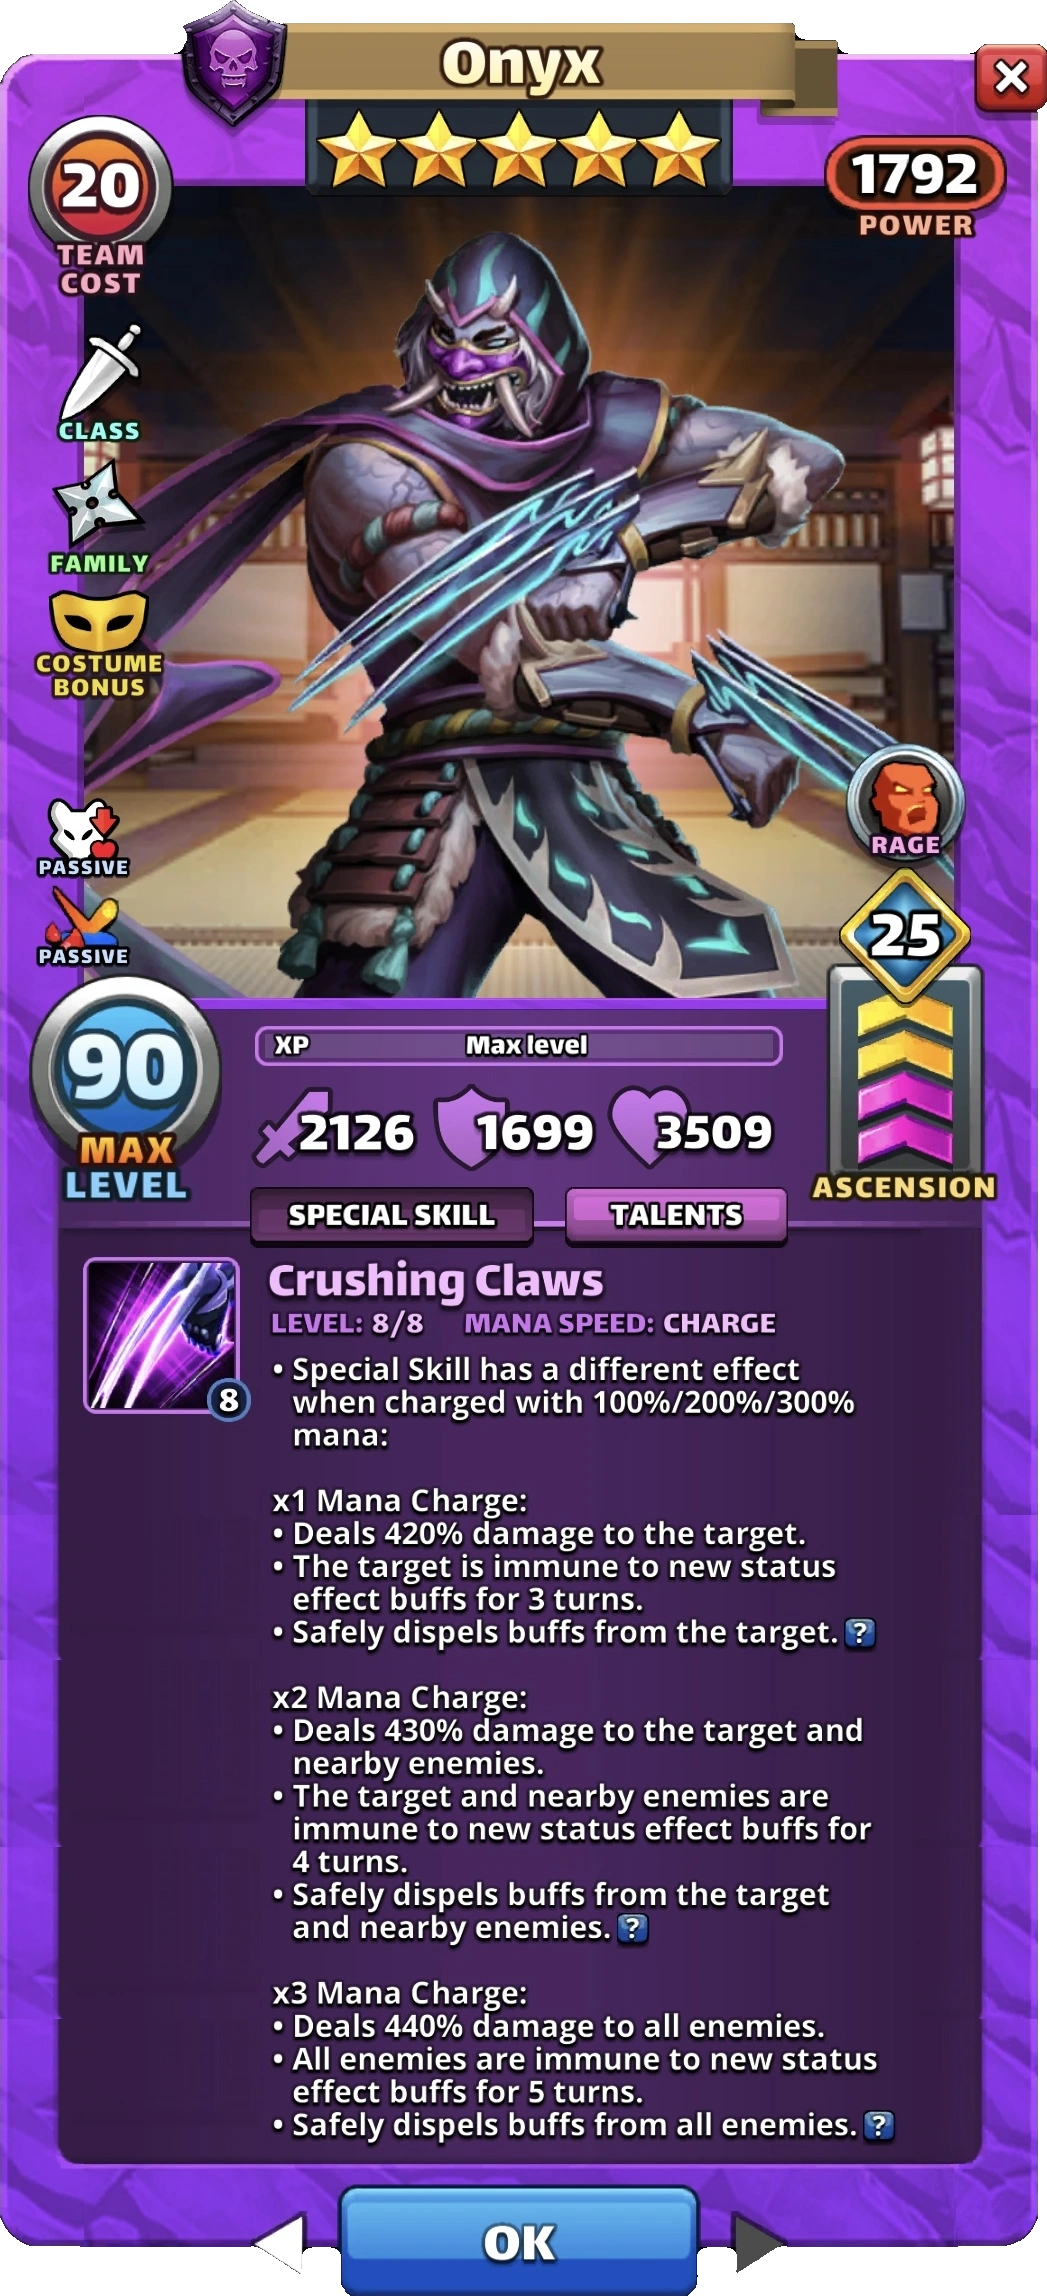 Onyx
20
TEAM
COST
1792
POWER
CLASS
FAMILY
COSTUME
BONUS
PASSIVE
PASSIVE
RAGE
25
90
MAX
LEVEL
XP Max level
2126 1699 3509
ASCENSION
SPECIAL SKILL TALENTS
Crushing Claws
LEVEL: 8/8 MANA SPEED: CHARGE
8
• Special Skill has a different effect
when charged with 100%/200%/300%
mana:
x1 Mana Charge:
• Deals 420% damage to the target.
• The target is immune to new status
effect buffs for 3 turns.
• Safely dispels buffs from the target. ?
x2 Mana Charge:
• Deals 430% damage to the target and
nearby enemies.
• The target and nearby enemies are
immune to new status effect buffs for
4 turns.
• Safely dispels buffs from the target
and nearby enemies. ?
x3 Mana Charge:
• Deals 440% damage to all enemies.
• All enemies are immune to new status
effect buffs for 5 turns.
• Safely dispels buffs from all enemies. ?
OK